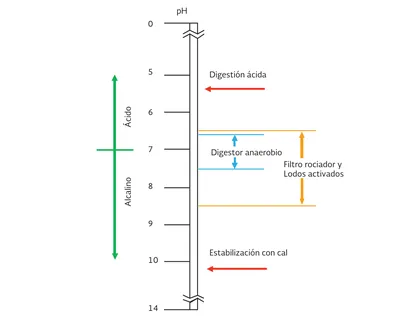 pH
0
5
Digestión ácida
6
Ácido
7
Digestor anaerobio
Filtro rociador y
Lodos activados
Alcalino
8
9
Estabilización con cal
10
14